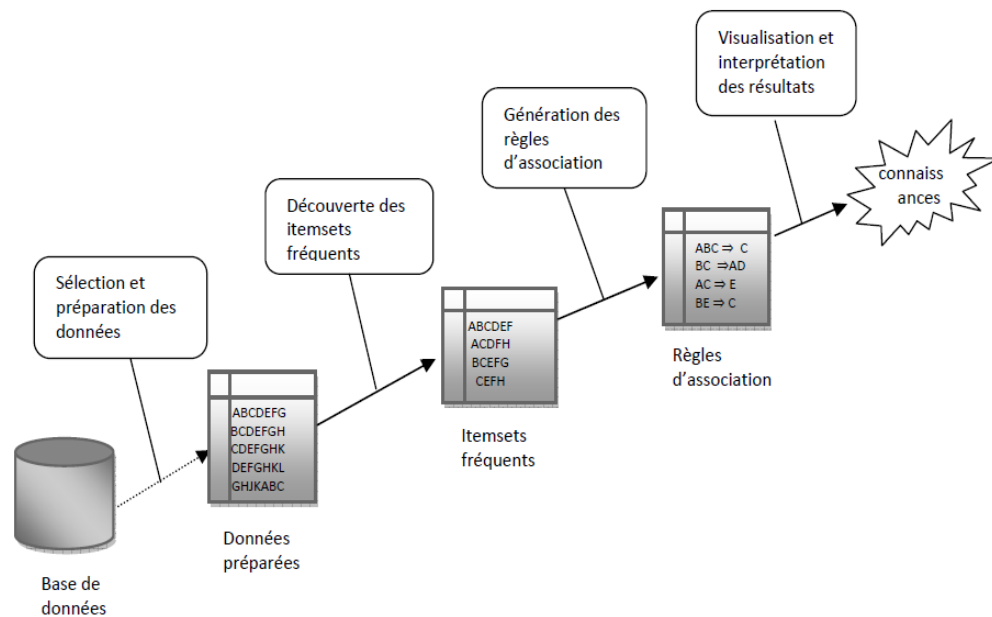 Visualisation et
interprétation
des résultats
Génération des
règles
d'association
connaiss
ances
Découverte des
itemsets
fréquents
ABC ⇒ C
BC ⇒AD
AC ⇒ E
BE ⇒ C
Sélection et
préparation des
données
ABCDEF
ACDFH
BCEFG
CEFH
Règles
d'association
ABCDEFG
BCDEFGH
CDEFGHK
DEFGHKL
GHJKABC
Itemsets
fréquents
Données
préparées
Base de
données